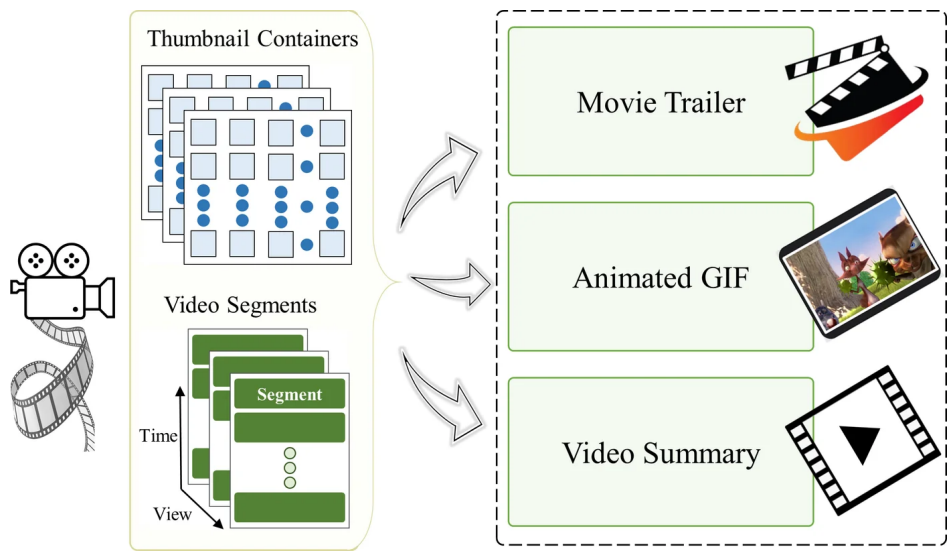 Thumbnail Containers
Video Segments
Segment
Time
View
Movie Trailer
Animated GIF
Video Summary